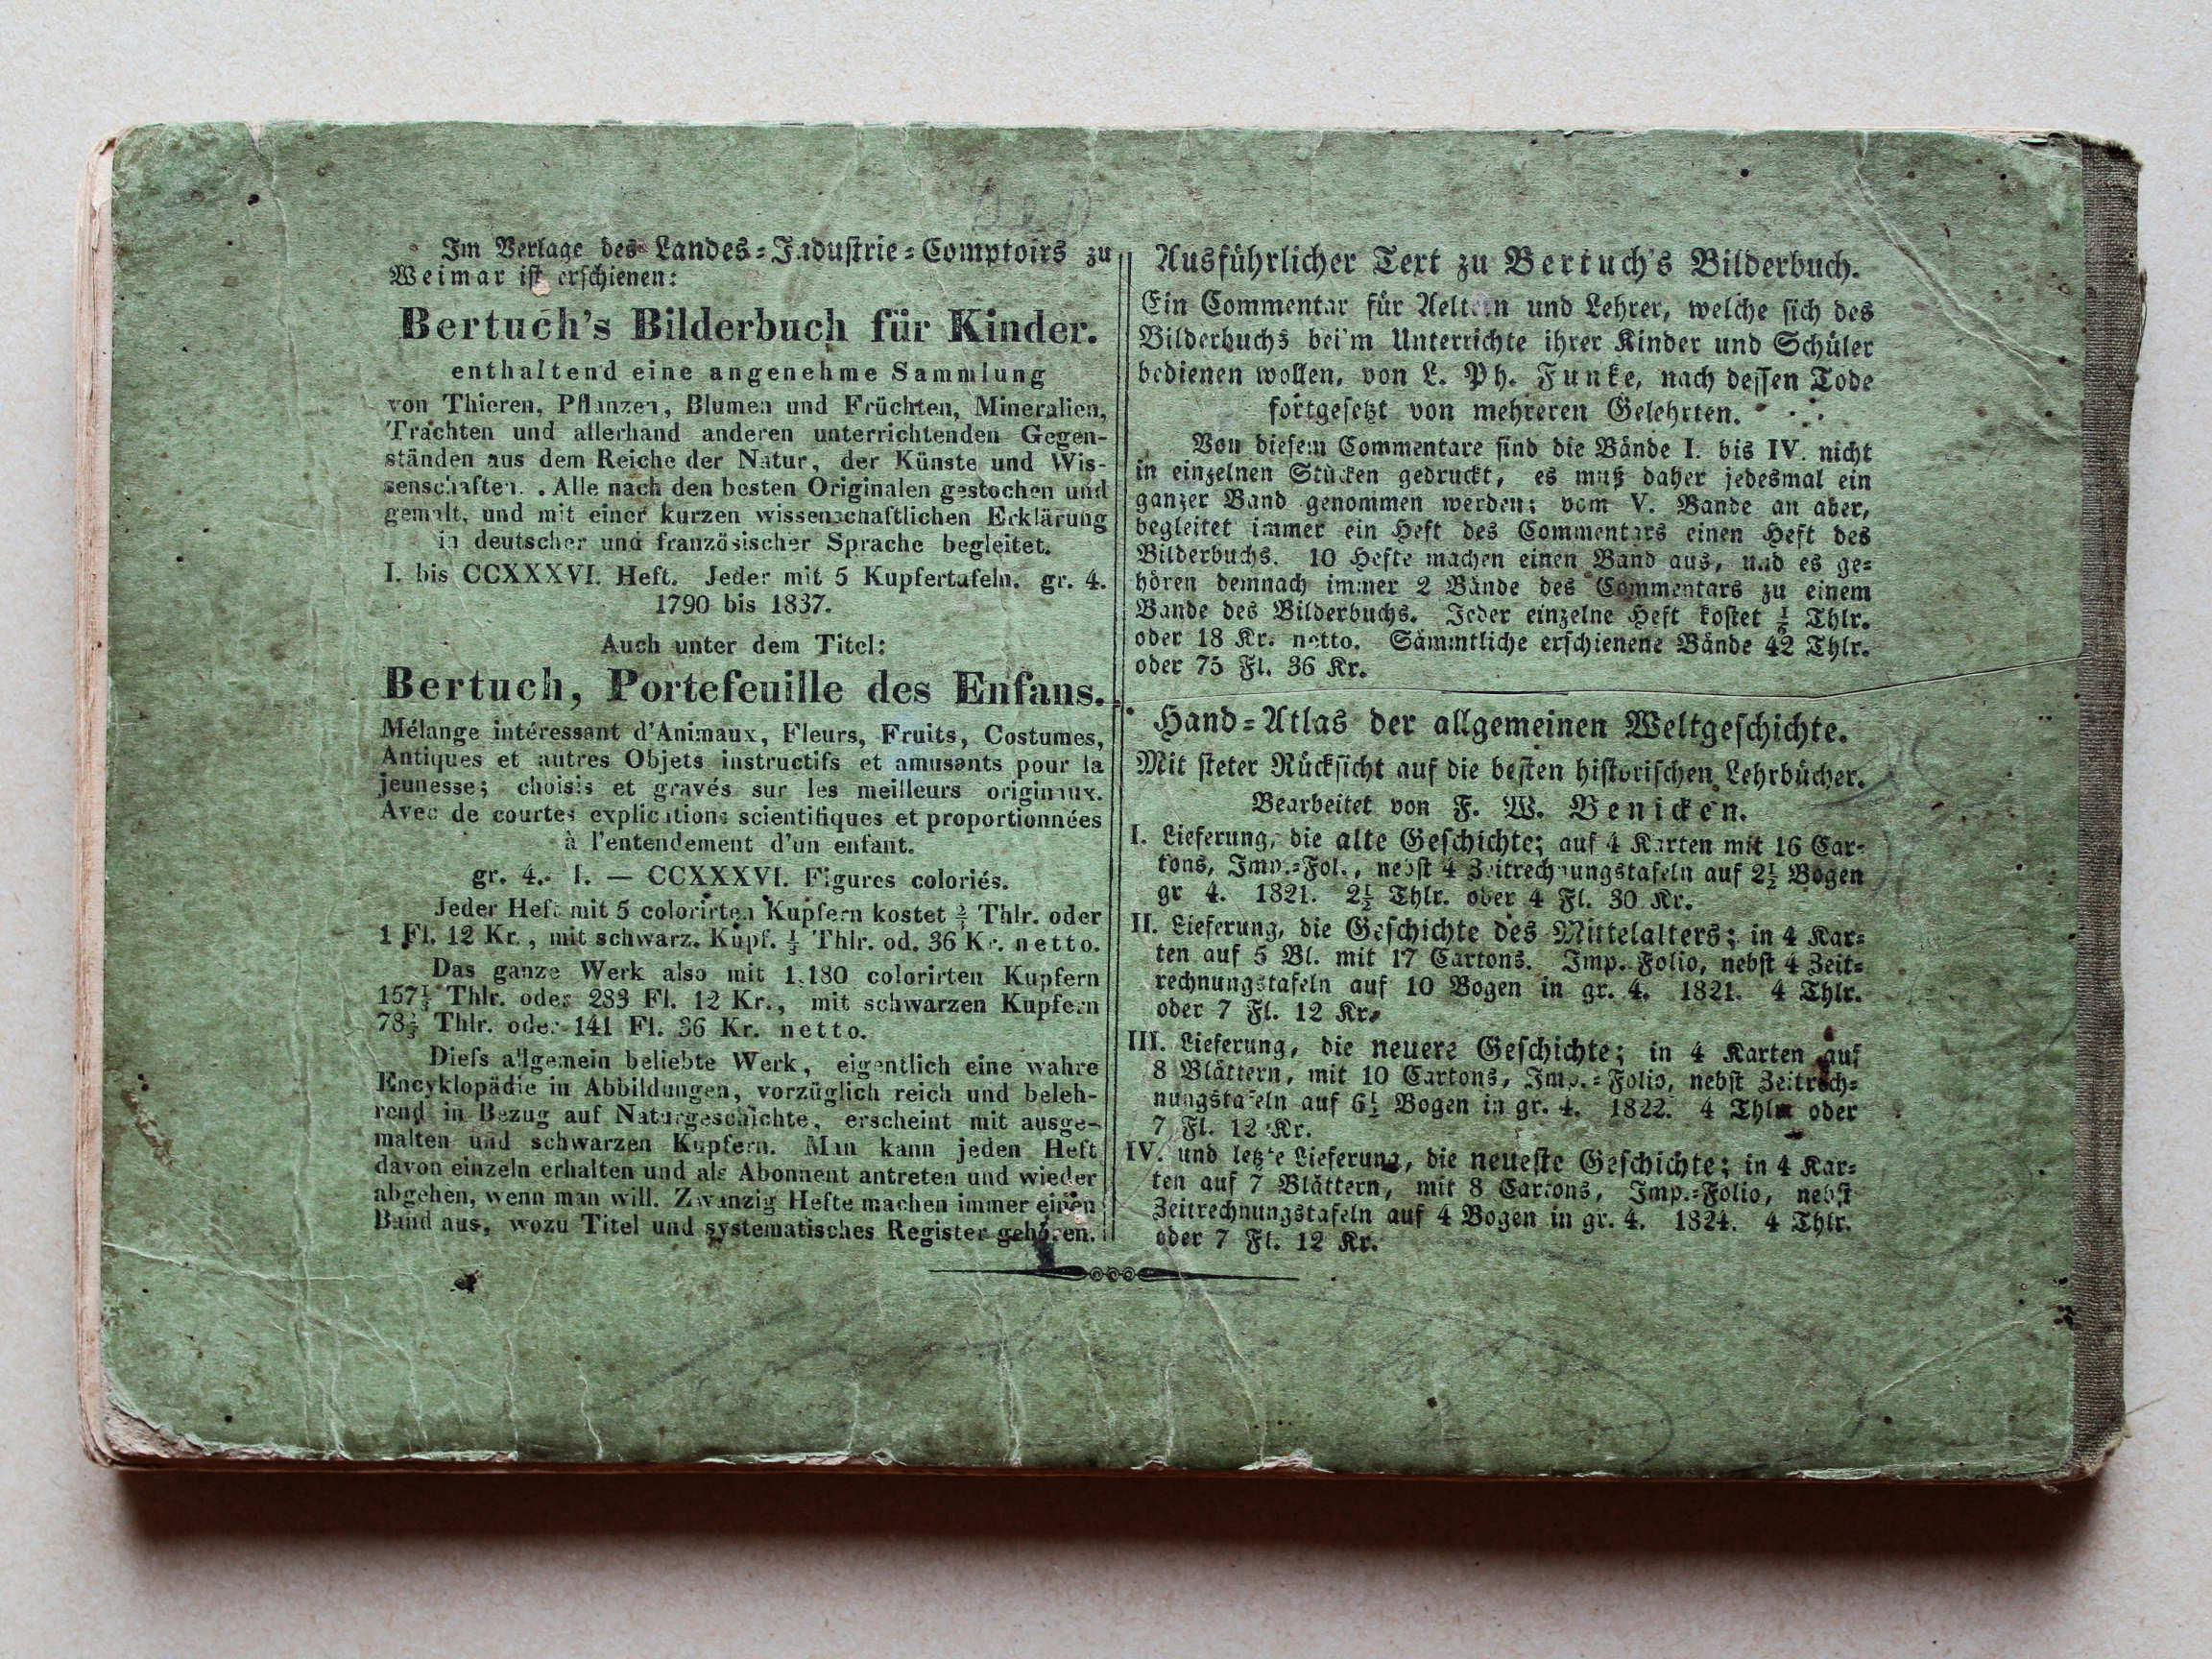 Im Verlage des Landes-Industrie-Comptoirs zu
Weimar ist erschienen:
Bertuch's Bilderbuch für Kinder.
enthaltend eine angenehme Sammlung
von Thieren, Pflanzen, Blumen und Früchten, Mineralien,
Trachten und allerhand anderen unterrichtenden Gegen-
ständen aus dem Reiche der Natur, der Künste und Wis-
senschaften. Alle nach den besten Originalen gestochen und
gemalt, und mit einer kurzen wissenschaftlichen Erklärung
in deutscher und französischer Sprache begleitet.
I. bis CCXXXVI. Heft. Jeder mit 5 Kupfertafeln. gr. 4.
1790 bis 1837.
Auch unter dem Titel:
Bertuch, Portefeuille des Enfans.
Mélange intéressant d'Animaux, Fleurs, Fruits, Costumes,
Antiques et autres Objets instructifs et amusants pour la
jeunesse; choisis et gravés sur les meilleurs originaux.
Avec de courtes explications scientifiques et proportionnées
à l'entendement d'un enfant.
gr. 4. I. — CCXXXVI. Figures coloriés.
Jeder Heft mit 5 colorirten Kupfern kostet ⅔ Thlr. oder
1 Fl. 12 Kr., mit schwarz. Kupf. ⅓ Thlr. od. 36 Kr. netto.
Das ganze Werk also mit 1,180 colorirten Kupfern
157⅓ Thlr. oder 283 Fl. 12 Kr., mit schwarzen Kupfern
78⅔ Thlr. oder 141 Fl. 36 Kr. netto.
Diefs allgemein beliebte Werk, eigentlich eine wahre
Encyklopädie in Abbildungen, vorzüglich reich und beleh-
rend in Bezug auf Naturgeschichte, erscheint mit ausge-
malten und schwarzen Kupfern. Man kann jeden Heft
davon einzeln erhalten und als Abonnent antreten und wieder
abgehen, wenn man will. Zwanzig Hefte machen immer einen
Band aus, wozu Titel und systematisches Register gehören.
Ausführlicher Text zu Bertuch's Bilderbuch.
Ein Commentar für Aeltern und Lehrer, welche sich des
Bilderbuchs bei'm Unterrichte ihrer Kinder und Schüler
bedienen wollen, von L. Ph. Funke, nach dessen Tode
fortgesetzt von mehreren Gelehrten.
Von diesem Commentare sind die Bände I. bis IV. nicht
in einzelnen Stücken gedruckt, es muß daher jedesmal ein
ganzer Band genommen werden; vom V. Bande an aber,
begleitet immer ein Heft des Commentars einen Heft des
Bilderbuchs. 10 Hefte machen einen Band aus, und es ge-
hören demnach immer 2 Bände des Commentars zu einem
Bande des Bilderbuchs. Jeder einzelne Heft kostet Thlr.
oder 18 Kr. netto. Sämmtliche erschienene Bände 42 Thlr.
oder 75 Fl. 36 Kr.
Hand-Atlas der allgemeinen Weltgeschichte.
Mit steter Rücksicht auf die besten historischen Lehrbücher.
Bearbeitet von F. W. Benicken.
I. Lieferung, die alte Geschichte; auf 4 Karten mit 16 Car-
tons, Imp.-Fol., nebst 4 Zeitrechnungstafeln auf 2½ Bogen
gr 4. 1821. 2½ Thlr. oder 4 Fl. 30 Kr.
II. Lieferung, die Geschichte des Mittelalters; in 4 Kar-
ten auf 5 Bl. mit 17 Cartons. Imp.-Folio, nebst 4 Zeit-
rechnungstafeln auf 10 Bogen in gr. 4. 1821. 4 Thlr.
oder 7 Fl. 12 Kr.
III. Lieferung, die neuere Geschichte; in 4 Karten auf
8 Blättern, mit 10 Cartons, Imp.-Folio, nebst Zeitrech-
nungstafeln auf 6½ Bogen in gr. 4. 1822. 4 Thlr oder
7 Fl. 12 Kr.
IV. und letzte Lieferung, die neueste Geschichte; in 4 Kar-
ten auf 7 Blättern, mit 8 Cartons, Imp.-Folio, nebst
Zeitrechnungstafeln auf 4 Bogen in gr. 4. 1824. 4 Thlr.
oder 7 Fl. 12 Kr.